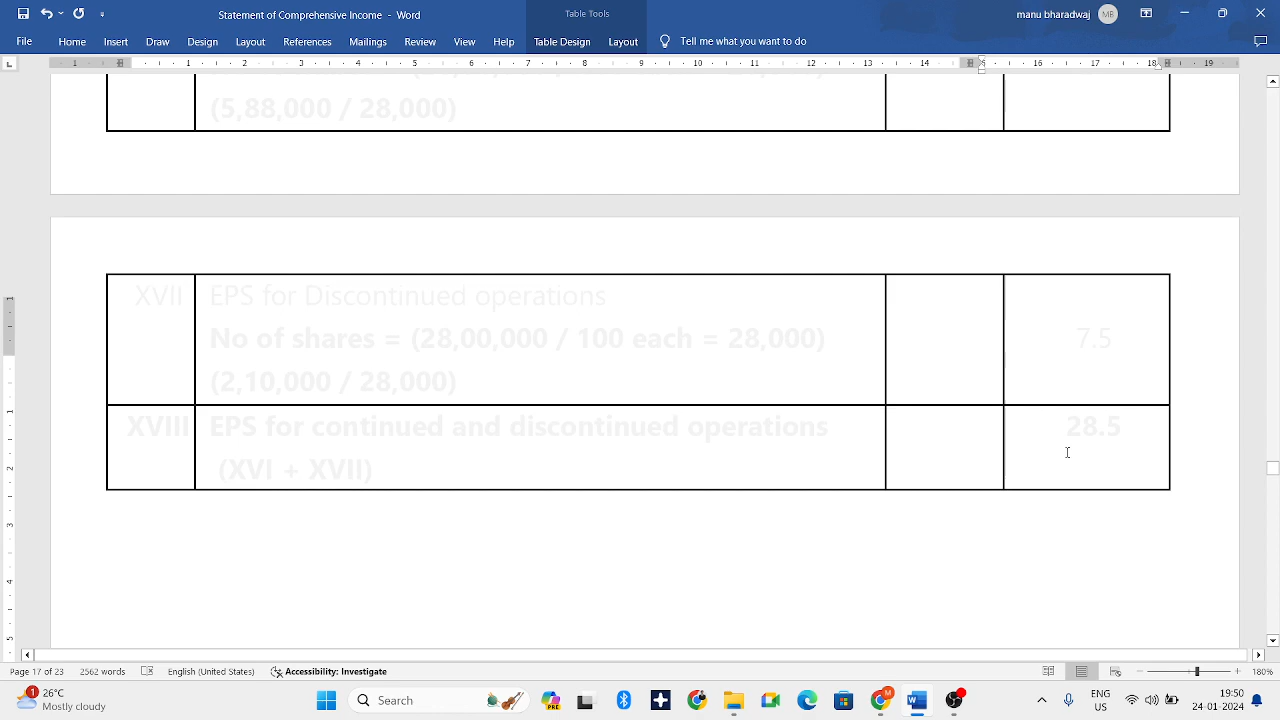 Statement of Comprehensive Income - Word
Table Tools
manu bharadwaj MB
File Home Insert Draw Design Layout References Mailings Review View Help Table Design Layout Tell me what you want to do
(5,88,000 / 28,000)
XVII EPS for Discontinued operations
No of shares = (28,00,000 / 100 each = 28,000) 7.5
(2,10,000 / 28,000)
XVIII EPS for continued and discontinued operations 28.5
(XVI + XVII)
Page 17 of 23 2562 words English (United States) Accessibility: Investigate 180%
26°C
Mostly cloudy
Search
ENG
US
19:50
24-01-2024